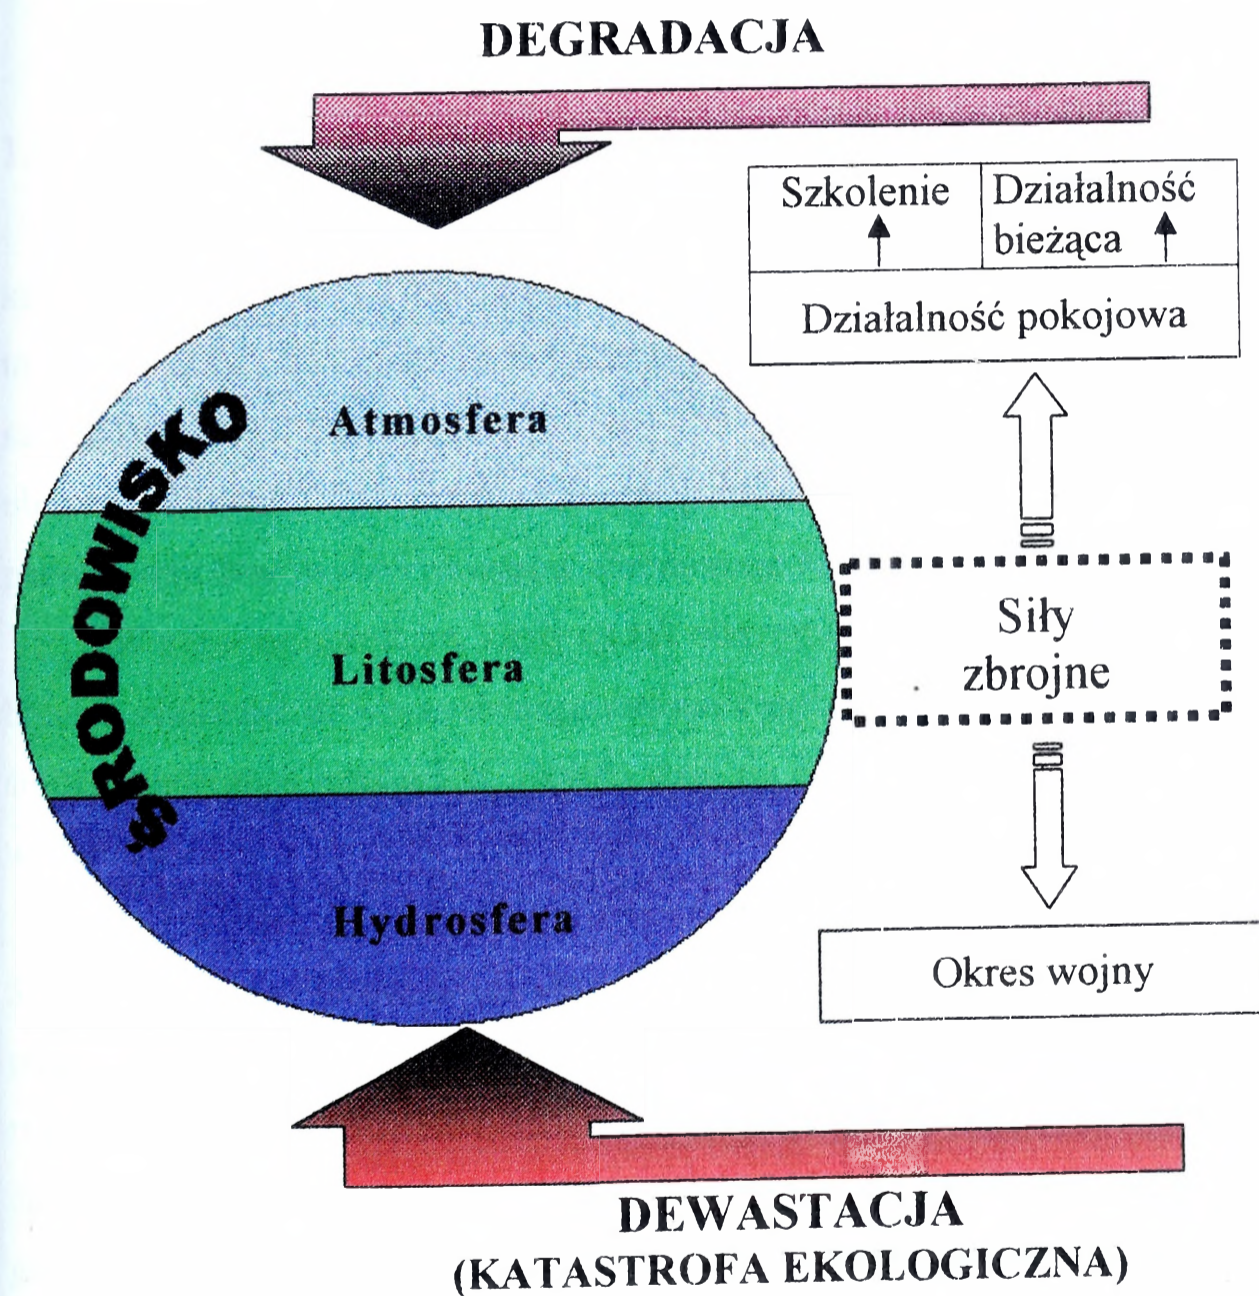 DEGRADACJA
Szkolenie
Działalność
bieżąca
Działalność pokojowa
ŚRODOWISKO
Atmosfera
Litosfera
Hydrosfera
Siły
zbrojne
Okres wojny
DEWASTACJA
(KATASTROFA EKOLOGICZNA)